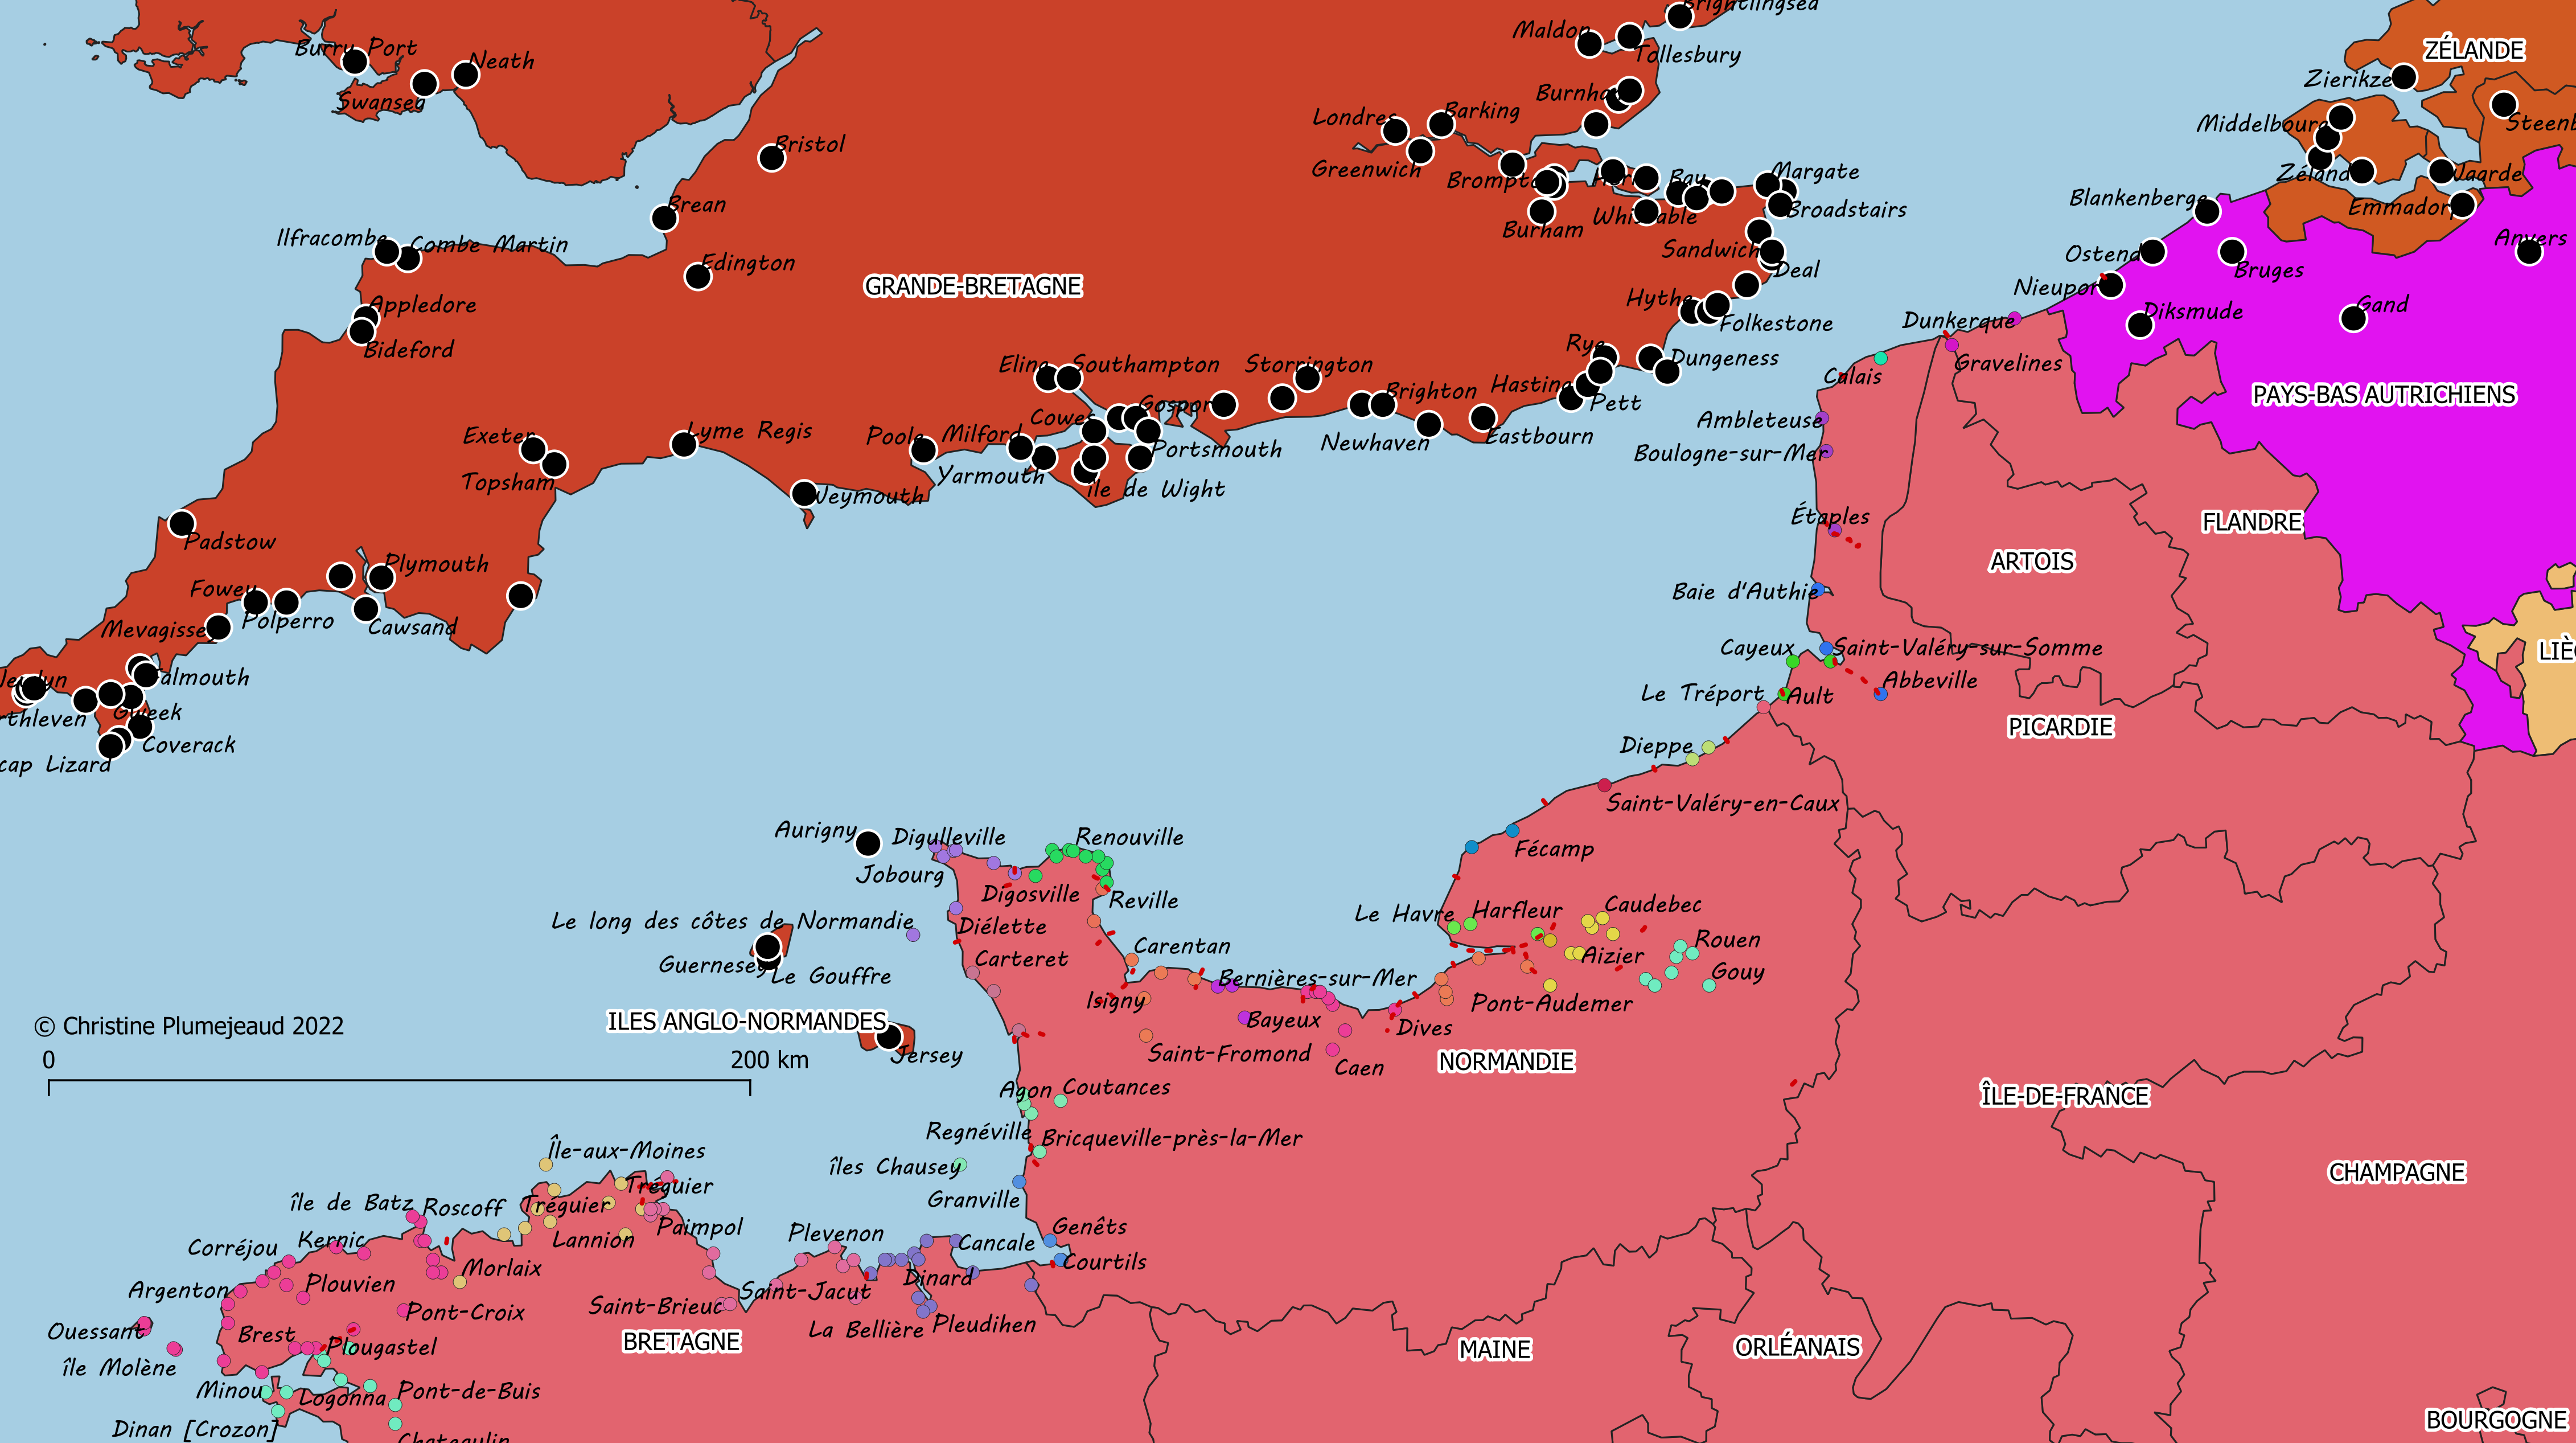 Brightlingsea
Maldon
Tollesbury
ZÉLANDE
Burry Port
Neath
Swansea
Zierikzee
Burnham
Londres
Barking
Middelbourg
Bristol
Greenwich
Brompton
Bay
Margate
Zélande
Waarde
Brean
Burham
Whistable
Broadstairs
Blankenberge
Emmadorp
Ilfracombe
Combe Martin
Sandwich
Ostende
Anvers
Edington
Deal
Bruges
GRANDE-BRETAGNE
Nieuport
Appledore
Hythe
Folkestone
Dunkerque
Diksmude
Gand
Bideford
Rye
Dungeness
Gravelines
Eling
Southampton
Storrington
Calais
Hastings
Pett
Brighton
PAYS-BAS AUTRICHIENS
Cowes
Gosport
Ambleteuse
Exeter
Lyme Regis
Poole
Milford
Newhaven
Eastbourn
Portsmouth
Boulogne-sur-Mer
Topsham
Yarmouth
île de Wight
Weymouth
Étaples
FLANDRE
Padstow
ARTOIS
Plymouth
Fowey
Polperro
Cawsand
Baie d'Authie
Mevagissey
Cayeux
Saint-Valéry-sur-Somme
Newlyn
Falmouth
Abbeville
Le Tréport
Ault
Gweek
PICARDIE
Coverack
cap Lizard
Dieppe
Saint-Valéry-en-Caux
Aurigny
Digulleville
Renouville
Fécamp
Jobourg
Digosville
Reville
Le long des côtes de Normandie
Le Havre
Harfleur
Caudebec
ÎLE-DE-FRANCE
Diélette
Carentan
Rouen
Guernesey
Le Gouffre
Carteret
Bernières-sur-Mer
Aizier
Gouy
Isigny
Pont-Audemer
© Christine Plumejeaud 2022
ILES ANGLO-NORMANDES
Bayeux
Dives
Jersey
Saint-Fromond
Caen
NORMANDIE
0
200 km
Agon
Coutances
Regnéville
Bricqueville-près-la-Mer
Île-aux-Moines
îles Chausey
CHAMPAGNE
Tréguier
Granville
île de Batz
Roscoff
Tréguier
Paimpol
Plevenon
Genêts
Corréjou
Kernic
Lannion
Cancale
Courtils
Morlaix
Argenton
Plouvien
Saint-Jacut
Dinard
Saint-Brieuc
Pont-Croix
Ouessant
Brest
La Bellière
Pleudihen
BRETAGNE
Plougastel
MAINE
ORLÉANAIS
île Molène
Minou
Logonna
Pont-de-Buis
Dinan [Crozon]
BOURGOGNE